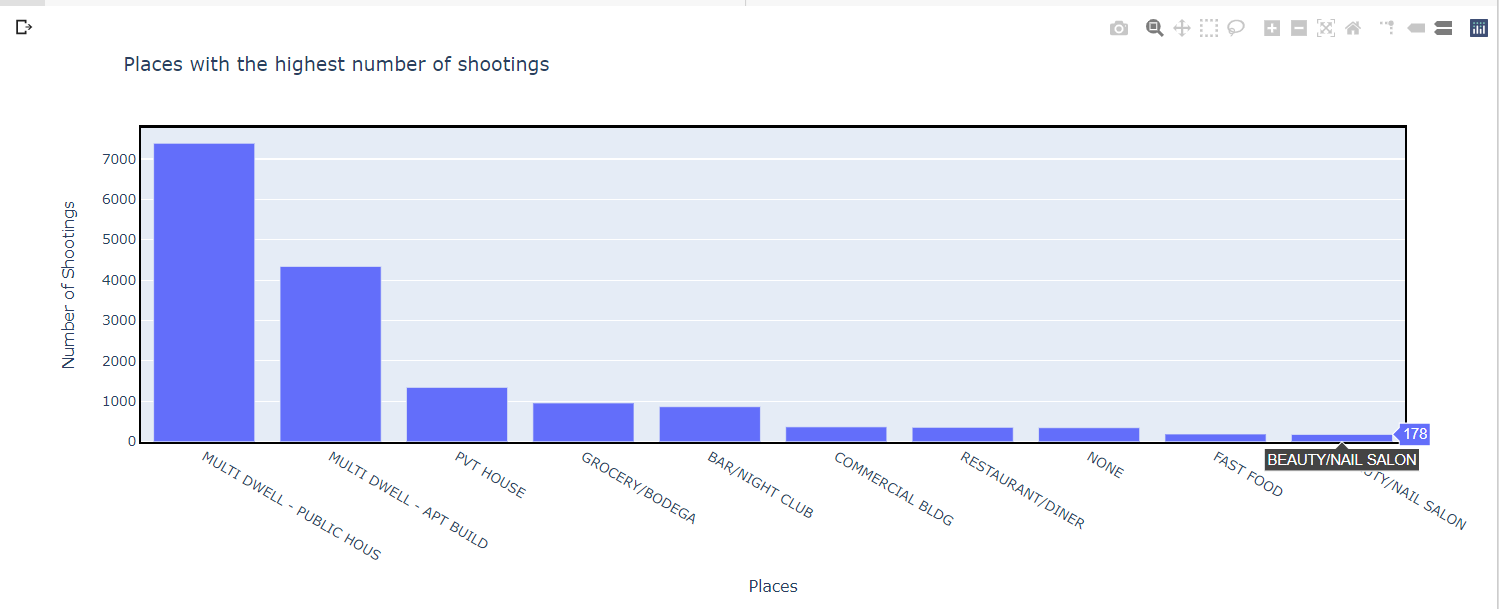 Places with the highest number of shootings
Number of Shootings
7000
6000
5000
4000
3000
2000
1000
0
MULTI DWELL - PUBLIC HOUS
MULTI DWELL - APT BUILD
PVT HOUSE
GROCERY/BODEGA
BAR/NIGHT CLUB
COMMERCIAL BLDG
RESTAURANT/DINER
NONE
FAST FOOD
UTY/NAIL SALON
178
BEAUTY/NAIL SALON
Places